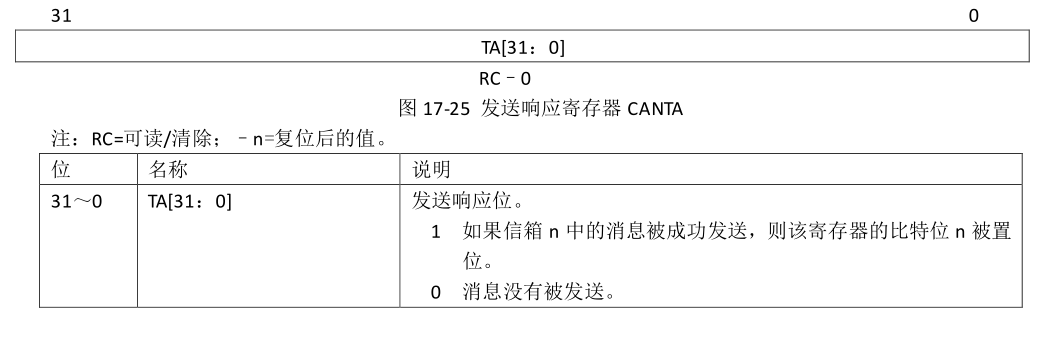 31 0
TA[31：0]
RC－0
图 17-25 发送响应寄存器 CANTA
注：RC=可读/清除；－n=复位后的值。
位 名称 说明
31～0 TA[31：0] 发送响应位。
1 如果信箱 n 中的消息被成功发送，则该寄存器的比特位 n 被置
位。
0 消息没有被发送。